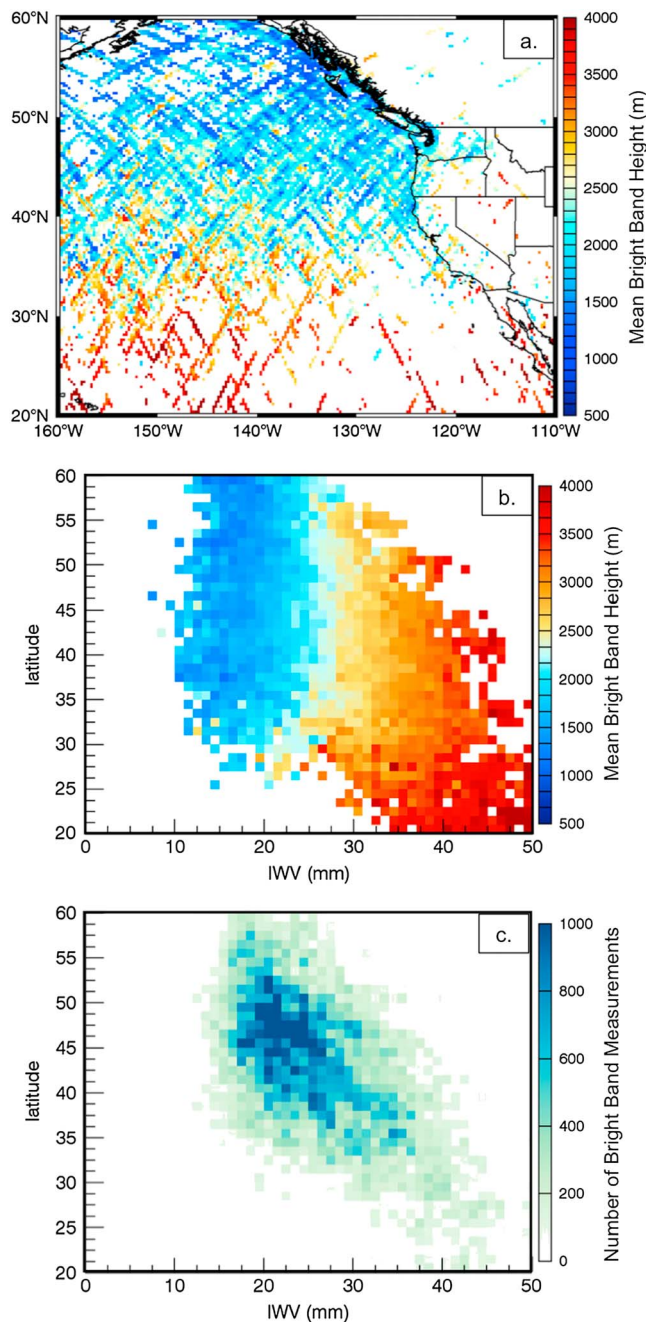 60°N
a.
50°N
40°N
30°N
20°N
160°W 150°W 140°W 130°W 120°W 110°W
4000
3500
3000
2500
2000
1500
1000
500
Mean Bright Band Height (m)
60
b.
55
50
45
40
35
30
25
20
latitude
0 10 20 30 40 50
IWV (mm)
4000
3500
3000
2500
2000
1500
1000
500
Mean Bright Band Height (m)
60
c.
55
50
45
40
35
30
25
20
latitude
0 10 20 30 40 50
IWV (mm)
1000
800
600
400
200
0
Number of Bright Band Measurements